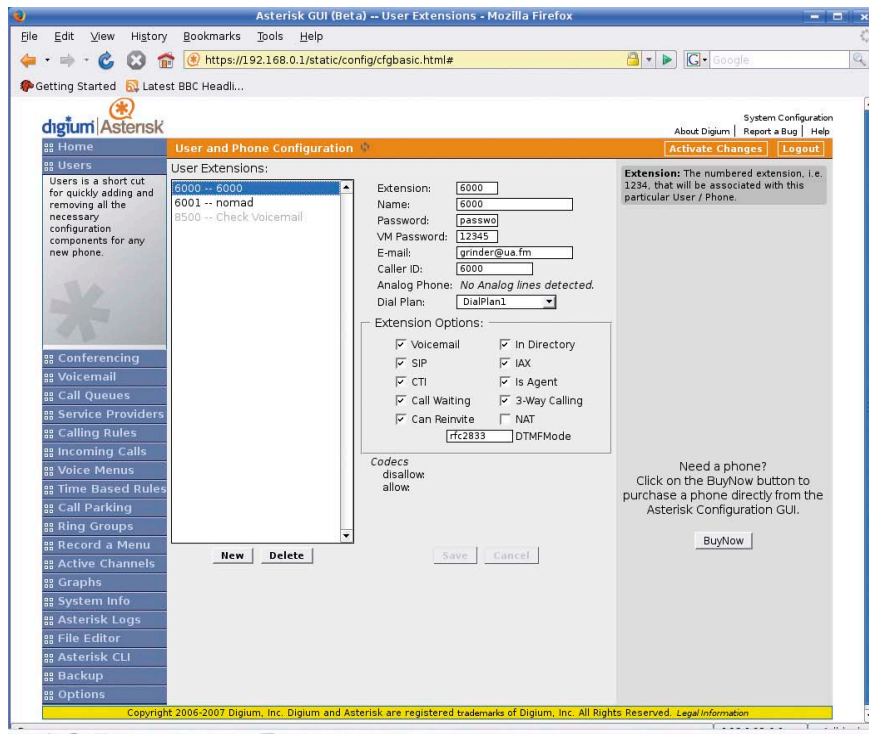 Asterisk GUI (Beta) -- User Extensions - Mozilla Firefox
File Edit View History Bookmarks Tools Help
https://192.168.0.1/static/config/cfgbasic.html#
Google
Getting Started Latest BBC Headli...
digium Asterisk
System Configuration
About Digium | Report a Bug | Help
Home
User and Phone Configuration
Activate Changes Logout
Users
Users is a short cut
for quickly adding and
removing all the
necessary
configuration
components for any
new phone.
Conferencing
Voicemail
Call Queues
Service Providers
Calling Rules
Incoming Calls
Voice Menus
Time Based Rules
Call Parking
Ring Groups
Record a Menu
Active Channels
Graphs
System Info
Asterisk Logs
File Editor
Asterisk CLI
Backup
Options
User Extensions:
6000 -- 6000
6001 -- nomad
8500 -- Check Voicemail
New Delete
Extension: 6000
Name: 6000
Password: passwo
VM Password: 12345
E-mail: grinder@ua.fm
Caller ID: 6000
Analog Phone: No Analog lines detected.
Dial Plan: DialPlan1
Extension Options:
Voicemail In Directory
SIP IAX
CTI Is Agent
Call Waiting 3-Way Calling
Can Reinvite NAT
rfc2833 DTMFMode
Codecs
disallow:
allow:
Save Cancel
Extension: The numbered extension, i.e.
1234, that will be associated with this
particular User / Phone.
Need a phone?
Click on the BuyNow button to
purchase a phone directly from the
Asterisk Configuration GUI.
BuyNow
Copyright 2006-2007 Digium, Inc. Digium and Asterisk are registered trademarks of Digium, Inc. All Rights Reserved. Legal Information